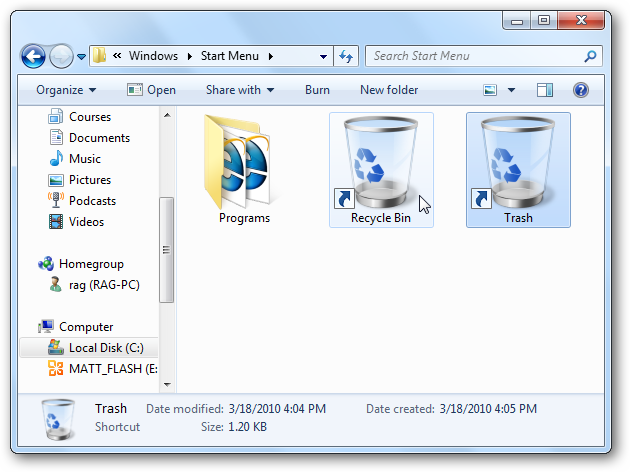 « Windows Start Menu
Search Start Menu
Organize Open Share with Burn New folder
Courses
Documents
Music
Pictures
Podcasts
Videos
Homegroup
rag (RAG-PC)
Computer
Local Disk (C:)
MATT_FLASH (E:
Programs
Recycle Bin
Trash
Trash Date modified: 3/18/2010 4:04 PM Date created: 3/18/2010 4:05 PM
Shortcut Size: 1.20 KB